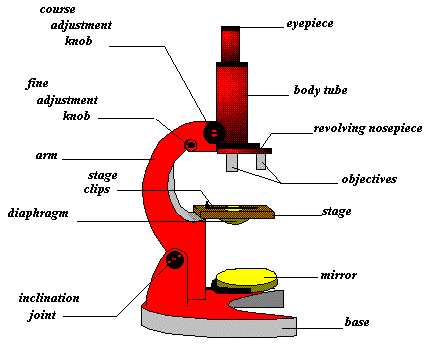 course
adjustment
knob
eyepiece
fine
adjustment
knob
body tube
revolving nosepiece
arm
stage
clips
objectives
diaphragm
stage
mirror
inclination
joint
base